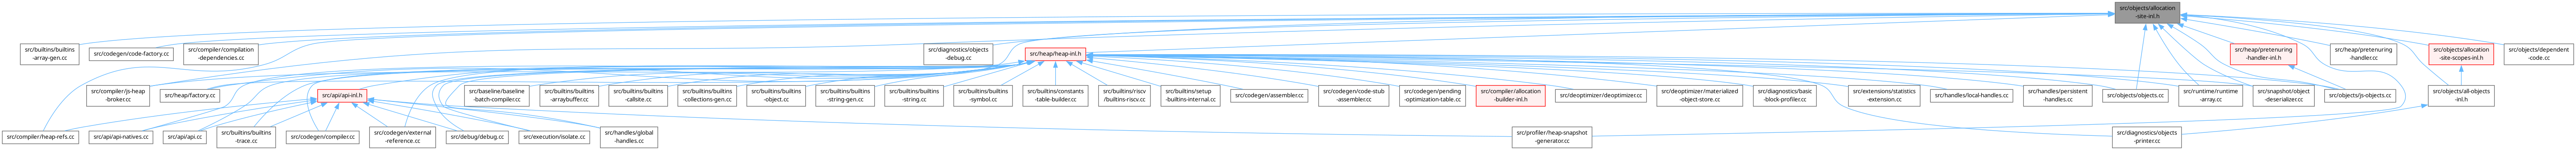 src/objects/allocation
-site-inl.h
src/builtins/builtins
-array-gen.cc
src/codegen/code-factory.cc
src/compiler/compilation
-dependencies.cc
src/diagnostics/objects
-debug.cc
src/heap/heap-inl.h
src/heap/pretenuring
-handler-inl.h
src/heap/pretenuring
-handler.cc
src/objects/allocation
-site-scopes-inl.h
src/objects/dependent
-code.cc
src/compiler/js-heap
-broker.cc
src/heap/factory.cc
src/api/api-inl.h
src/baseline/baseline
-batch-compiler.cc
src/builtins/builtins
-arraybuffer.cc
src/builtins/builtins
-callsite.cc
src/builtins/builtins
-collections-gen.cc
src/builtins/builtins
-object.cc
src/builtins/builtins
-string-gen.cc
src/builtins/builtins
-string.cc
src/builtins/builtins
-symbol.cc
src/builtins/constants
-table-builder.cc
src/builtins/riscv
/builtins-riscv.cc
src/builtins/setup
-builtins-internal.cc
src/codegen/assembler.cc
src/codegen/code-stub
-assembler.cc
src/codegen/pending
-optimization-table.cc
src/compiler/allocation
-builder-inl.h
src/deoptimizer/deoptimizer.cc
src/deoptimizer/materialized
-object-store.cc
src/diagnostics/basic
-block-profiler.cc
src/extensions/statistics
-extension.cc
src/handles/local-handles.cc
src/handles/persistent
-handles.cc
src/objects/objects.cc
src/runtime/runtime
-array.cc
src/snapshot/object
-deserializer.cc
src/objects/js-objects.cc
src/objects/all-objects
-inl.h
src/compiler/heap-refs.cc
src/api/api-natives.cc
src/api/api.cc
src/builtins/builtins
-trace.cc
src/codegen/compiler.cc
src/codegen/external
-reference.cc
src/debug/debug.cc
src/execution/isolate.cc
src/handles/global
-handles.cc
src/profiler/heap-snapshot
-generator.cc
src/diagnostics/objects
-printer.cc